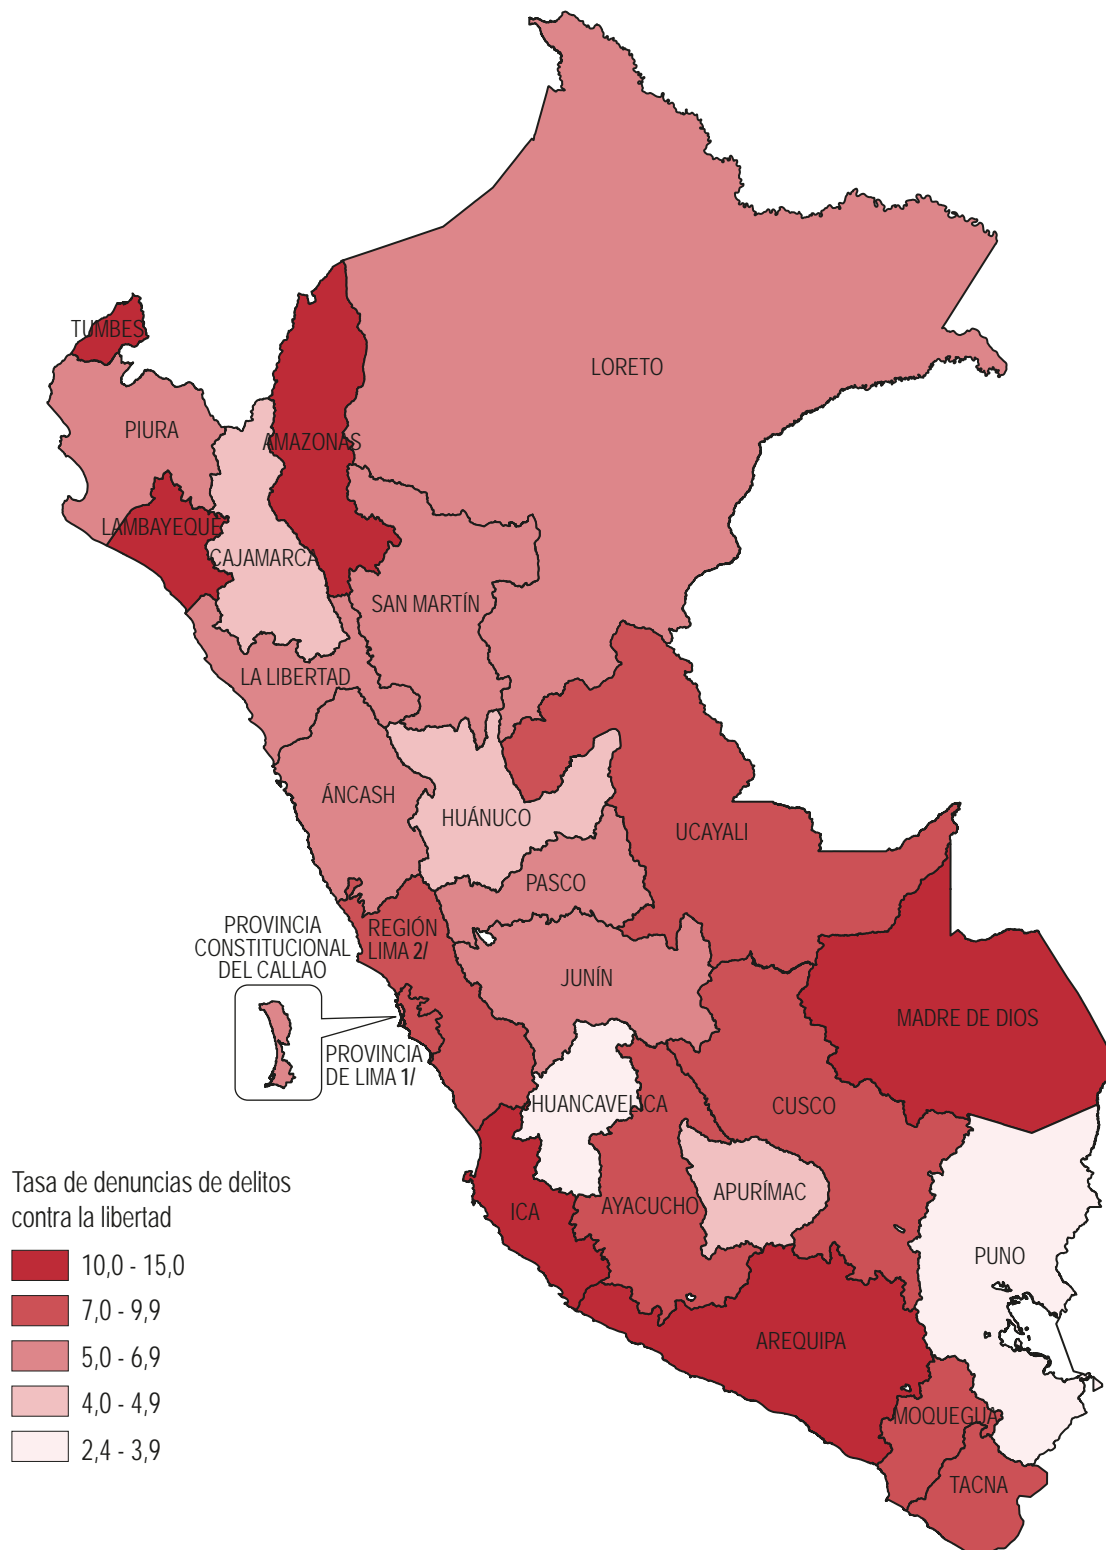 TUMBES
LORETO
PIURA
AMAZONAS
LAMBAYEQUE
CAJAMARCA
SAN MARTÍN
LA LIBERTAD
ÁNCASH
HUÁNUCO
UCAYALI
PASCO
PROVINCIA
CONSTITUCIONAL
DEL CALLAO
REGIÓN
LIMA 2/
JUNÍN
MADRE DE DIOS
PROVINCIA
DE LIMA 1/
HUANCAVELICA
CUSCO
Tasa de denuncias de delitos
contra la libertad
10,0 - 15,0
7,0 - 9,9
5,0 - 6,9
4,0 - 4,9
2,4 - 3,9
ICA
AYACUCHO
APURÍMAC
PUNO
AREQUIPA
MOQUEGUA
TACNA